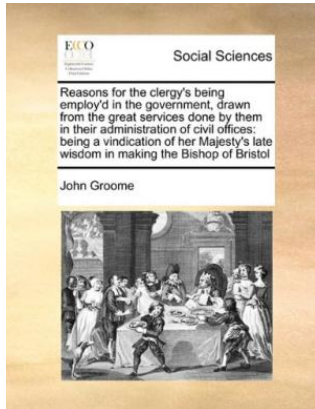 ECCO
Social Sciences
Reasons for the clergy's being
employ'd in the government, drawn
from the great services done by them
in their administration of civil offices:
being a vindication of her Majesty's late
wisdom in making the Bishop of Bristol
John Groome